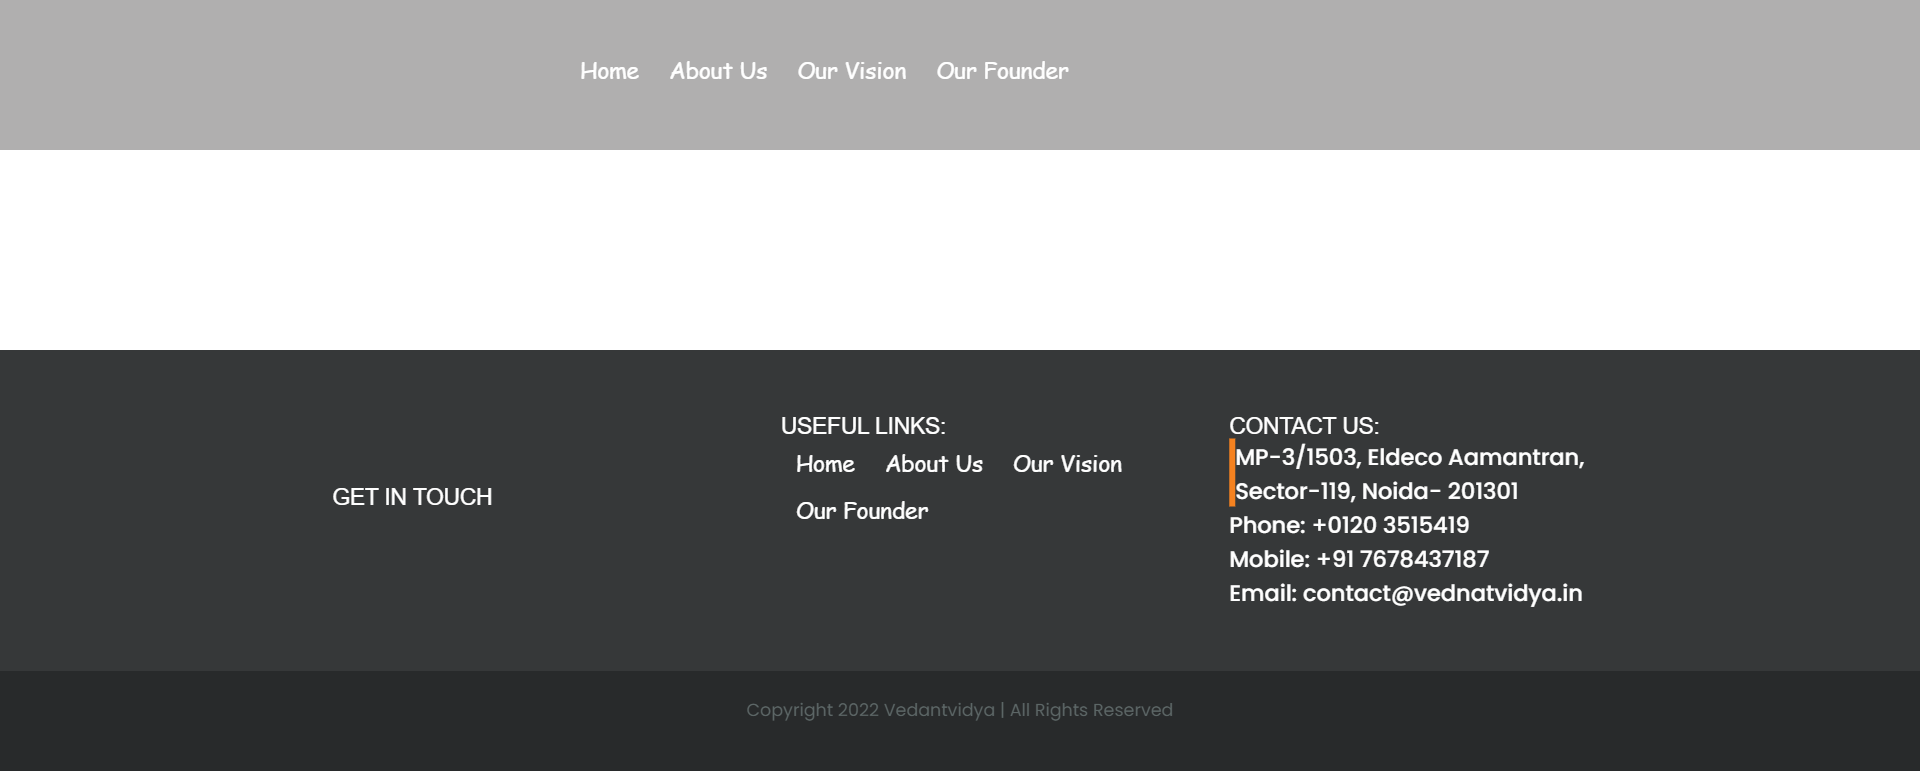 Home About Us Our Vision Our Founder
GET IN TOUCH
USEFUL LINKS:
Home About Us Our Vision
Our Founder
CONTACT US:
MP-3/1503, Eldeco Aamantran,
Sector-119, Noida- 201301
Phone: +0120 3515419
Mobile: +91 7678437187
Email: contact@vednatvidya.in
Copyright 2022 Vedantvidya | All Rights Reserved